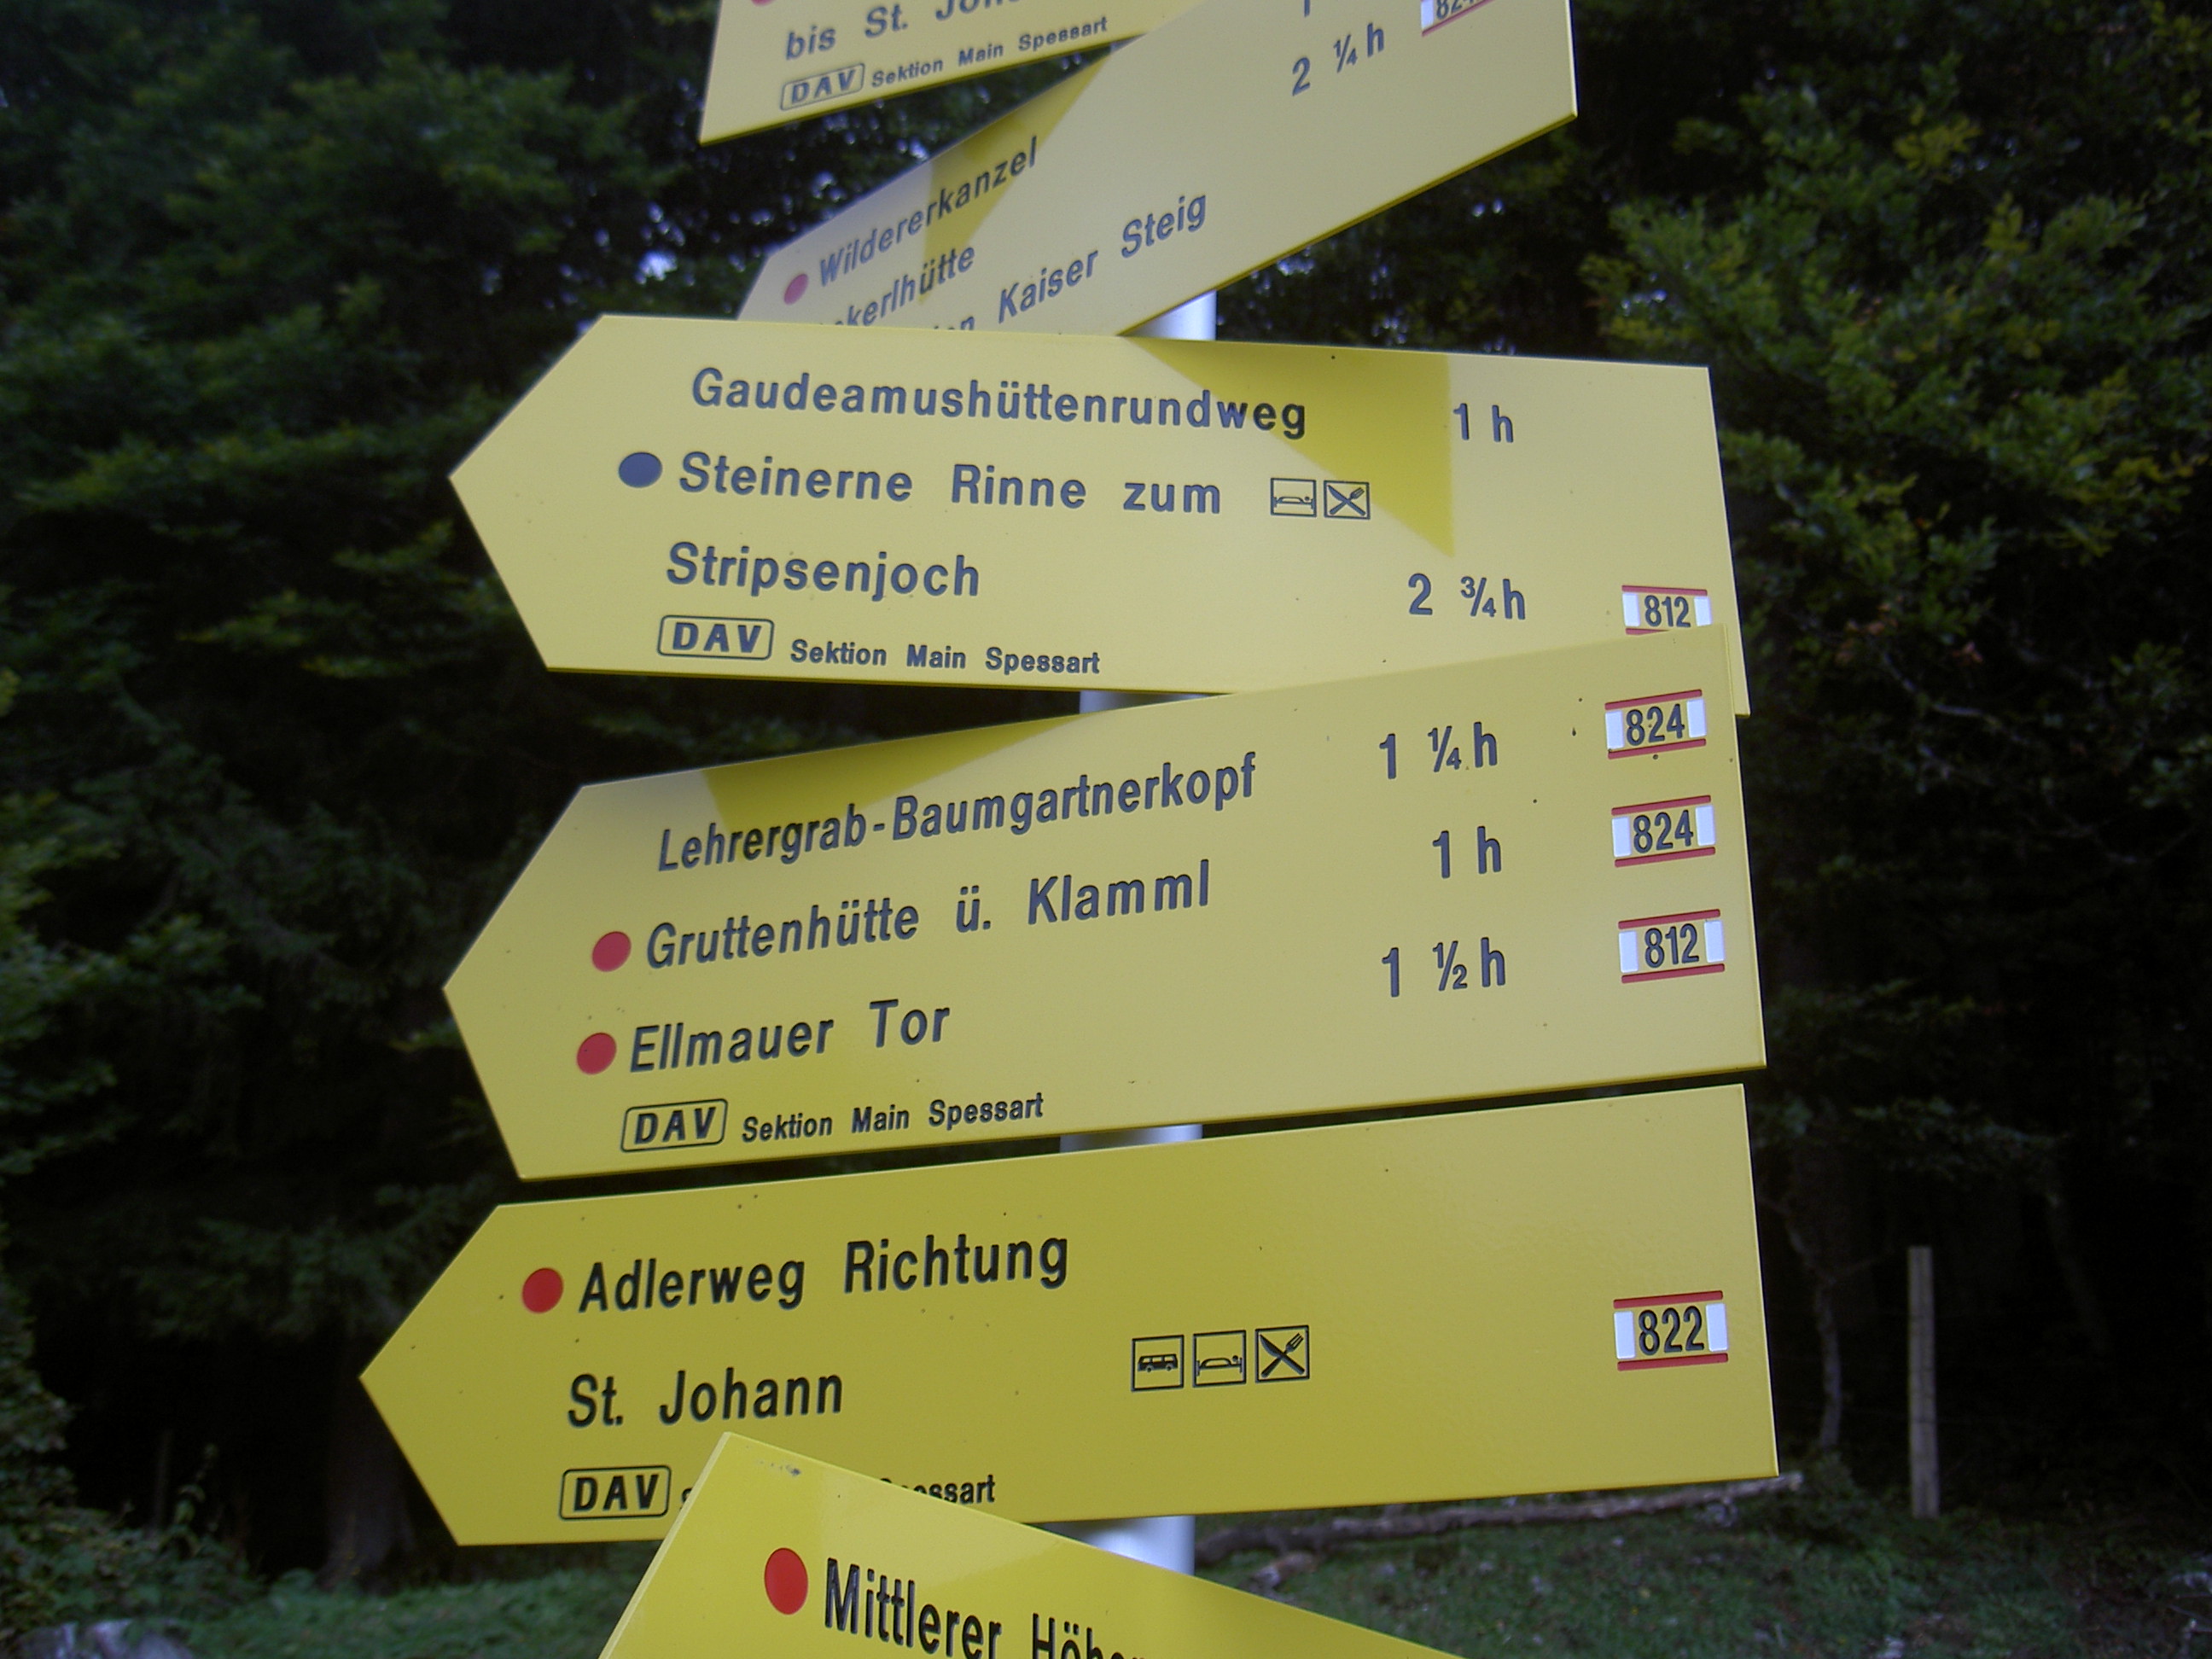 bis St.
DAV Sektion Main Spessart
2 ¼ h
Wildererkanzel
Kaiser Steig
Gaudeamushüttenrundweg 1 h
Steinerne Rinne zum
Stripsenjoch 2 ¾ h 812
DAV Sektion Main Spessart
Lehrergrab-Baumgartnerkopf 1 ¼ h 824
Gruttenhütte ü. Klamml 1 h 824
Ellmauer Tor 1 ½ h 812
DAV Sektion Main Spessart
Adlerweg Richtung
St. Johann 822
DAV
Mittlerer